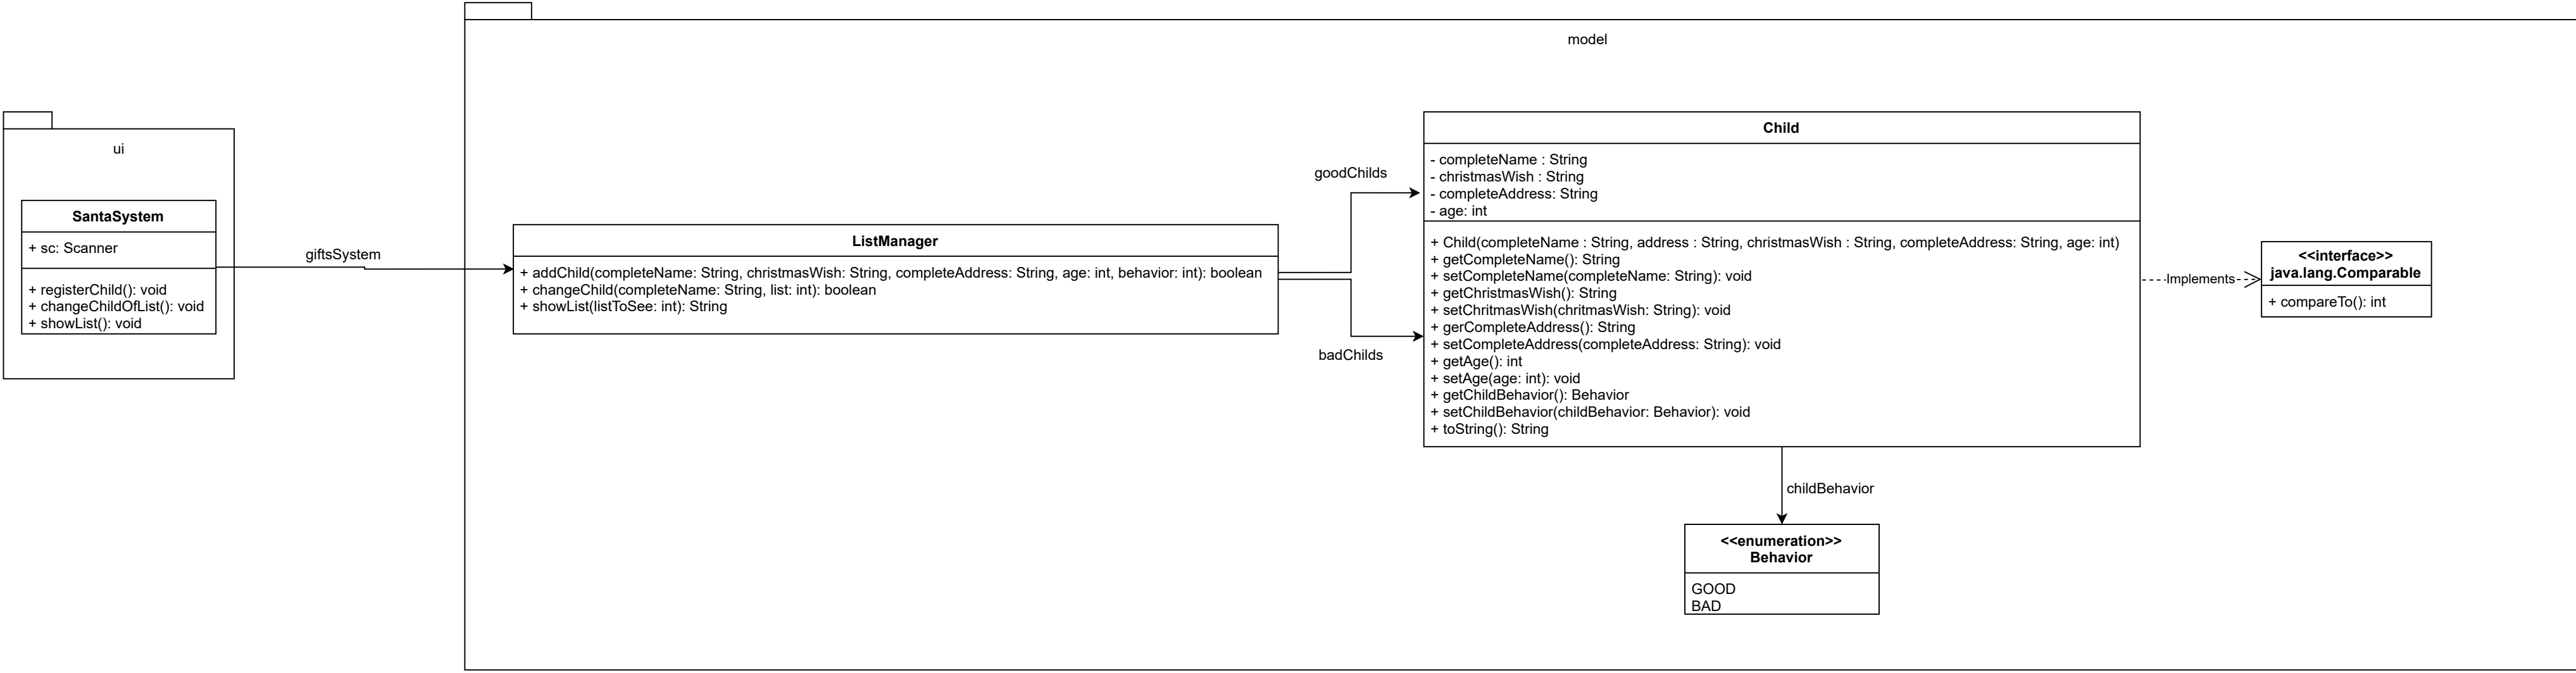 model
ui
SantaSystem
+ sc: Scanner
+ registerChild(): void
+ changeChildOfList(): void
+ showList(): void
giftsSystem
ListManager
+ addChild(completeName: String, christmasWish: String, completeAddress: String, age: int, behavior: int): boolean
+ changeChild(completeName: String, list: int): boolean
+ showList(listToSee: int): String
goodChilds
badChilds
Child
- completeName : String
- christmasWish : String
- completeAddress: String
- age: int
+ Child(completeName : String, address : String, christmasWish : String, completeAddress: String, age: int)
+ getCompleteName(): String
+ setCompleteName(completeName: String): void
+ getChristmasWish(): String
+ setChritmasWish(chritmasWish: String): void
+ gerCompleteAddress(): String
+ setCompleteAddress(completeAddress: String): void
+ getAge(): int
+ setAge(age: int): void
+ getChildBehavior(): Behavior
+ setChildBehavior(childBehavior: Behavior): void
+ toString(): String
Implements
<<interface>>
java.lang.Comparable
+ compareTo(): int
childBehavior
<<enumeration>>
Behavior
GOOD
BAD